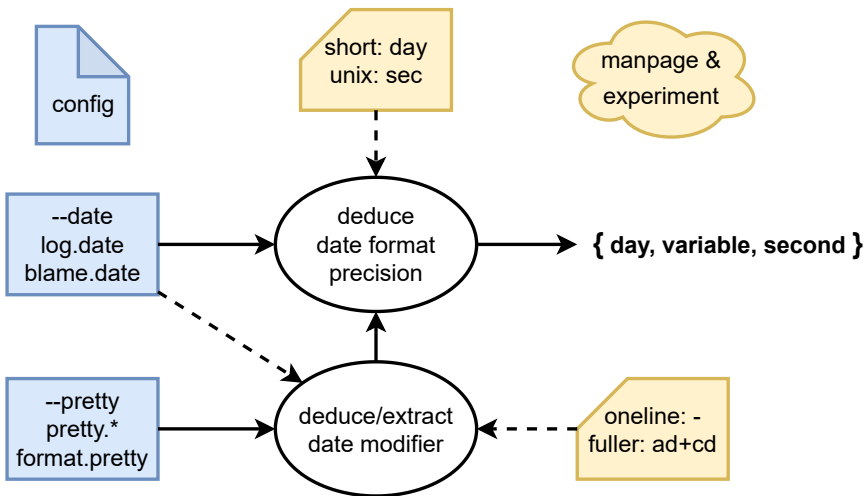 config
short: day
unix: sec
manpage &
experiment
--date
log.date
blame.date
deduce
date format
precision
{ day, variable, second }
--pretty
pretty.*
format.pretty
deduce/extract
date modifier
oneline: -
fuller: ad+cd